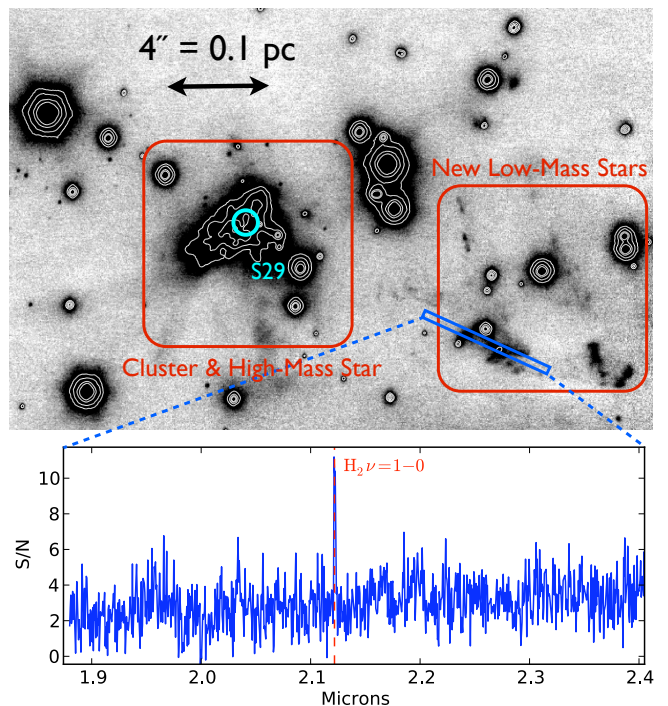 4″ = 0.1 pc
New Low-Mass Stars
S29
Cluster & High-Mass Star
H₂ ν=1−0
10
8
6
4
2
0
S/N
1.9
2.0
2.1
2.2
2.3
2.4
Microns